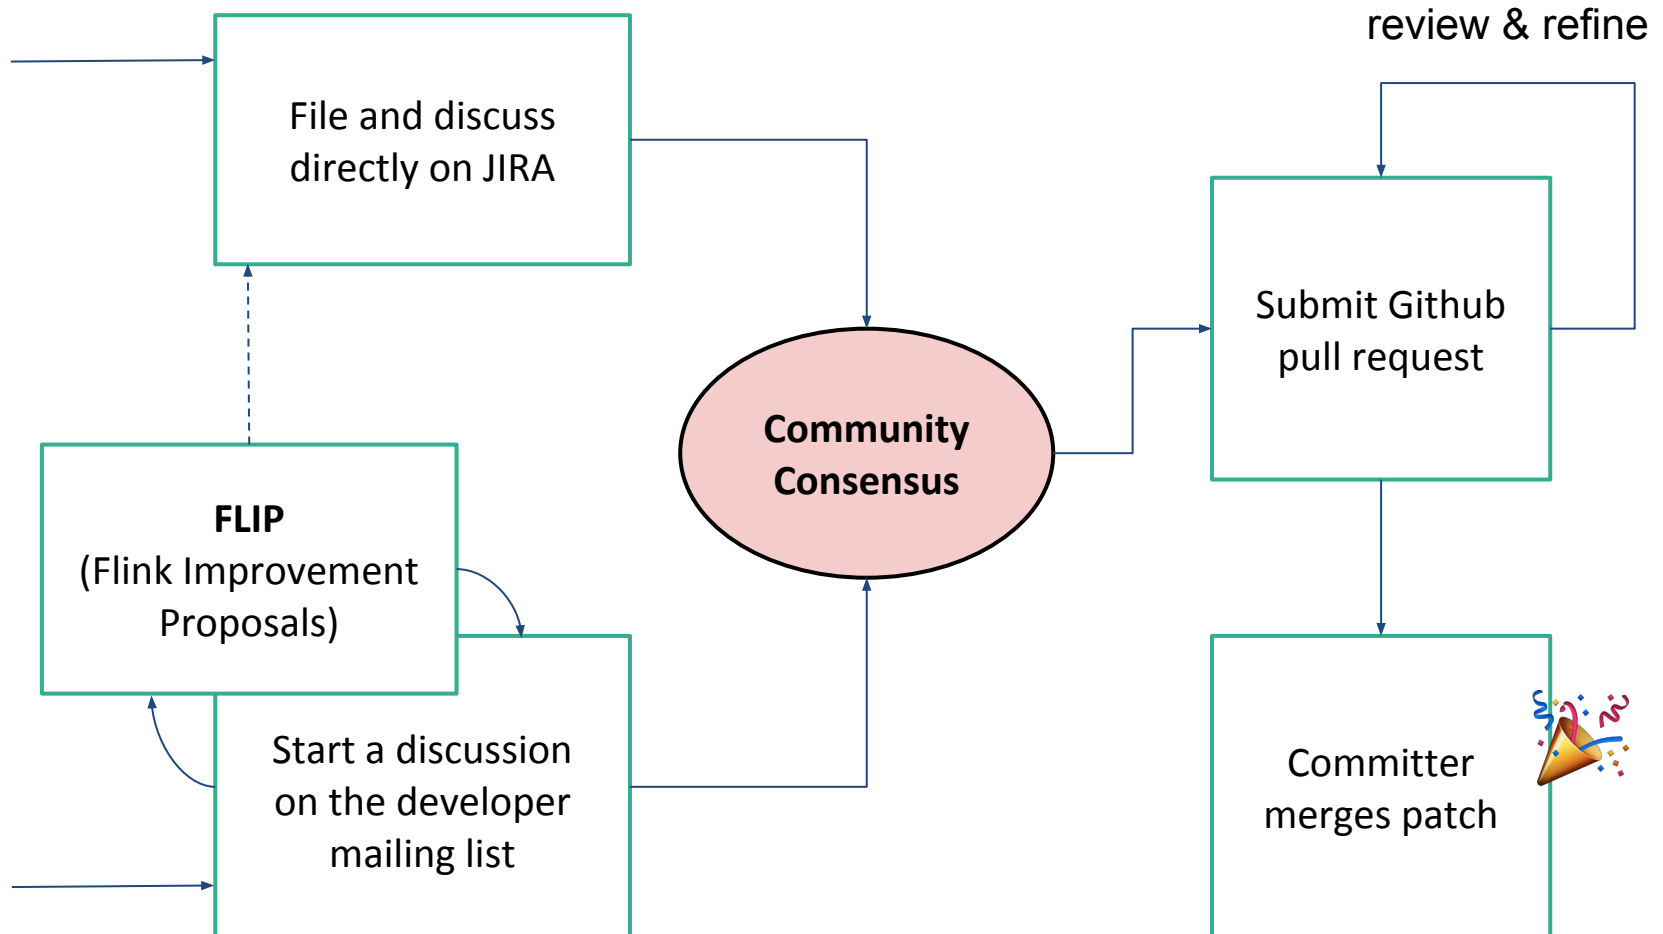 review & refine
File and discuss
directly on JIRA
Submit Github
pull request
Community
Consensus
FLIP
(Flink Improvement
Proposals)
Start a discussion
on the developer
mailing list
Committer
merges patch